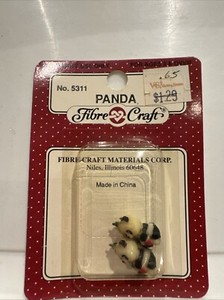 No. 5311
PANDA
.65
$1.29
Fibre Craft
FIBRE-CRAFT MATERIALS CORP.
Niles, Illinois 60648
Made in China